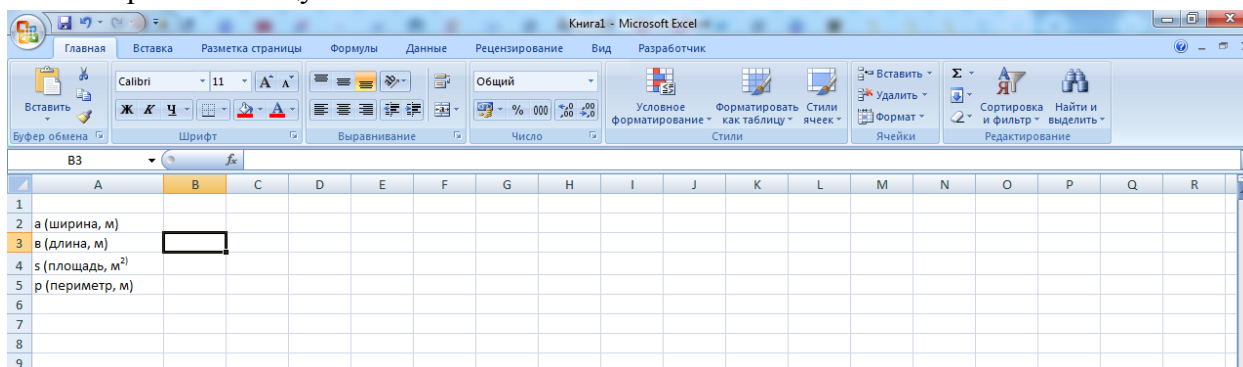 Книга1 - Microsoft Excel
Главная Вставка Разметка страницы Формулы Данные Рецензирование Вид Разработчик
Вставить
Calibri 11
Ж К Ч
Общий
% 000
Условное форматирование
Форматировать как таблицу
Стили ячеек
Вставить
Удалить
Формат
Σ
Сортировка и фильтр
Найти и выделить
Буфер обмена Шрифт Выравнивание Число Стили Ячейки Редактирование
B3 fx
A B C D E F G H I J K L M N O P Q R
1
2 а (ширина, м)
3 в (длина, м)
4 s (площадь, м²)
5 р (периметр, м)
6
7
8
9